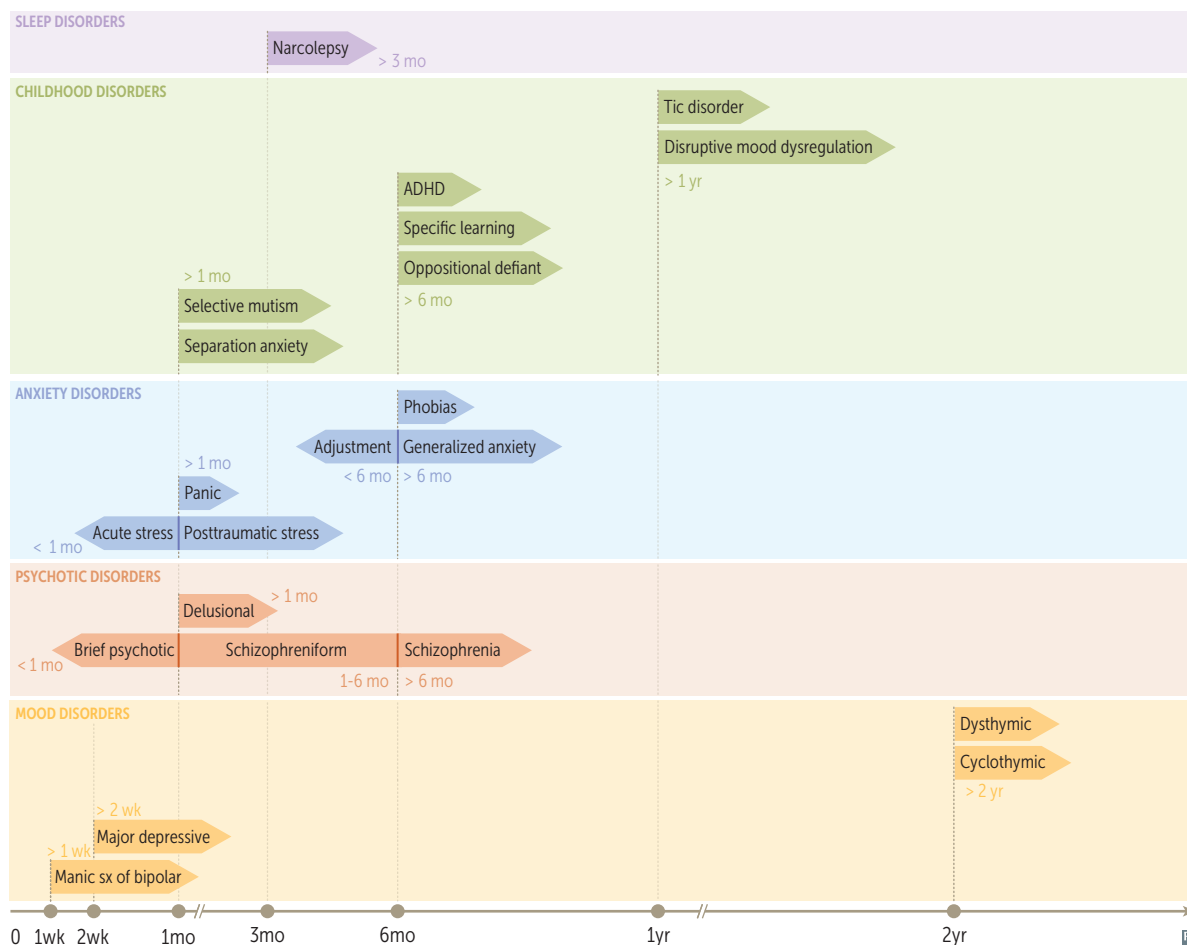 SLEEP DISORDERS
Narcolepsy
> 3 mo
CHILDHOOD DISORDERS
Tic disorder
Disruptive mood dysregulation
> 1 yr
ADHD
Specific learning
Oppositional defiant
> 6 mo
> 1 mo
Selective mutism
Separation anxiety
ANXIETY DISORDERS
Phobias
Adjustment Generalized anxiety
< 6 mo > 6 mo
> 1 mo
Panic
Acute stress Posttraumatic stress
< 1 mo
PSYCHOTIC DISORDERS
> 1 mo
Delusional
Brief psychotic Schizophreniform Schizophrenia
< 1 mo
1-6 mo > 6 mo
MOOD DISORDERS
Dysthymic
Cyclothymic
> 2 yr
> 2 wk
Major depressive
> 1 wk
Manic sx of bipolar
0 1wk 2wk 1mo 3mo 6mo 1yr 2yr